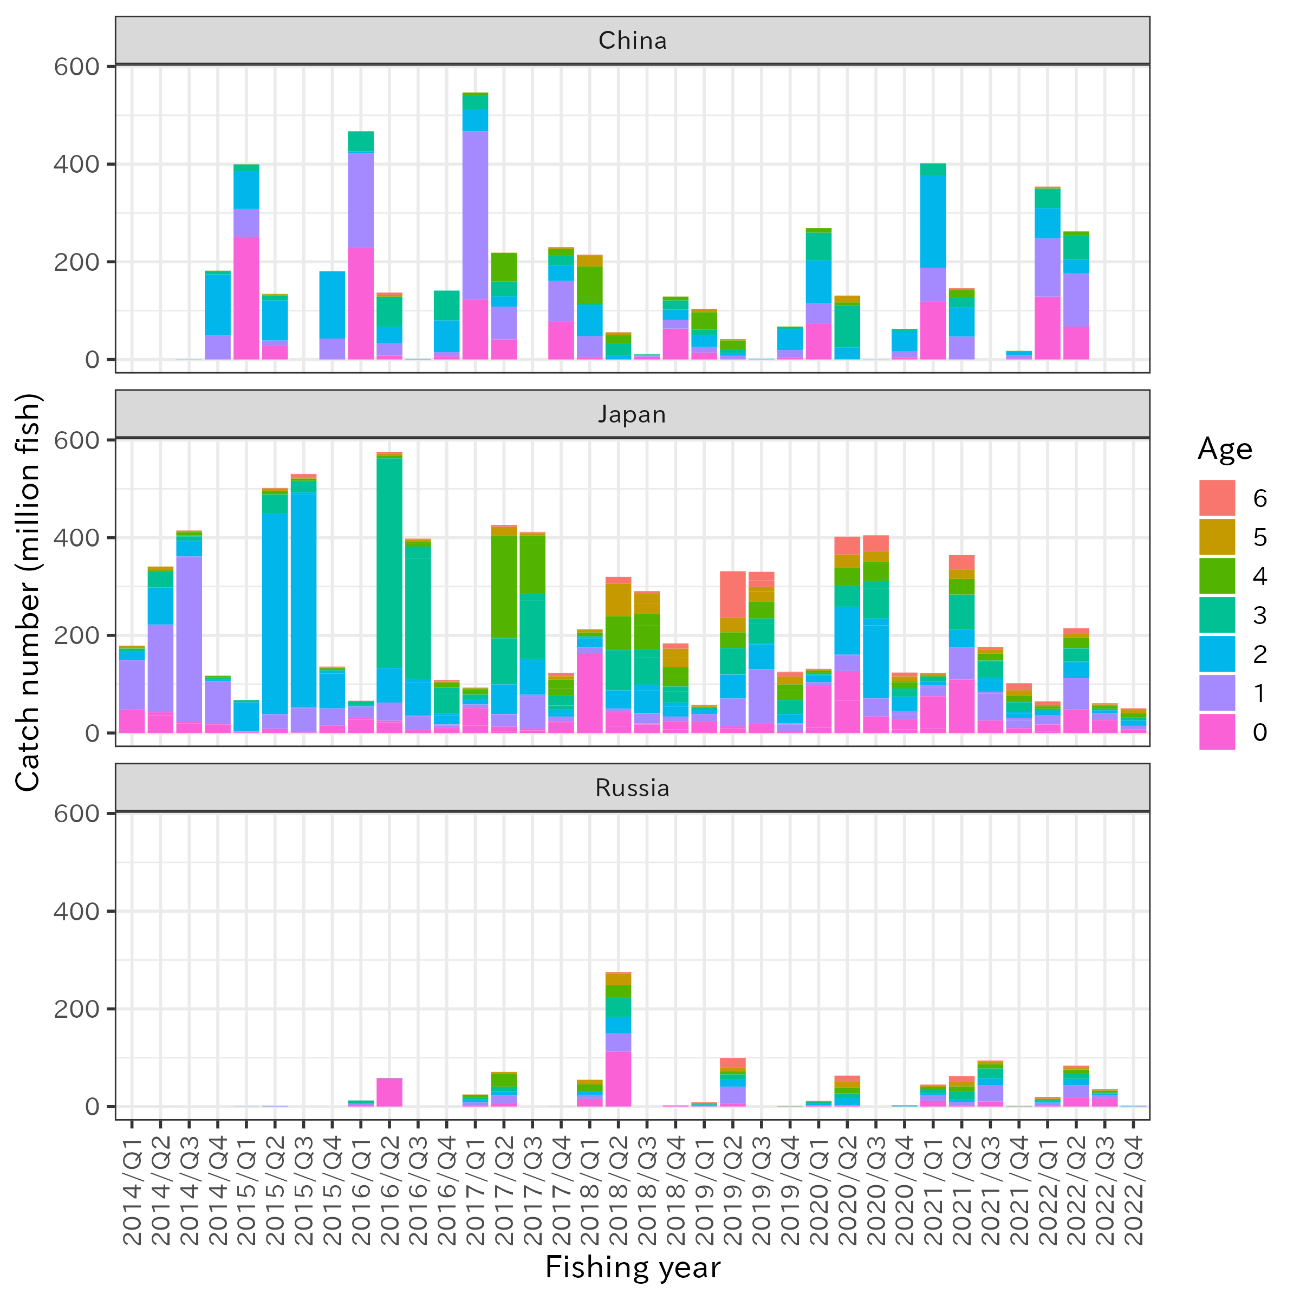 China
600
400
200
0
Japan
600
400
200
0
Russia
600
400
200
0
Catch number (million fish)
2014/Q1
2014/Q2
2014/Q3
2014/Q4
2015/Q1
2015/Q2
2015/Q3
2015/Q4
2016/Q1
2016/Q2
2016/Q3
2016/Q4
2017/Q1
2017/Q2
2017/Q3
2017/Q4
2018/Q1
2018/Q2
2018/Q3
2018/Q4
2019/Q1
2019/Q2
2019/Q3
2019/Q4
2020/Q1
2020/Q2
2020/Q3
2020/Q4
2021/Q1
2021/Q2
2021/Q3
2021/Q4
2022/Q1
2022/Q2
2022/Q3
2022/Q4
Fishing year
Age
6
5
4
3
2
1
0